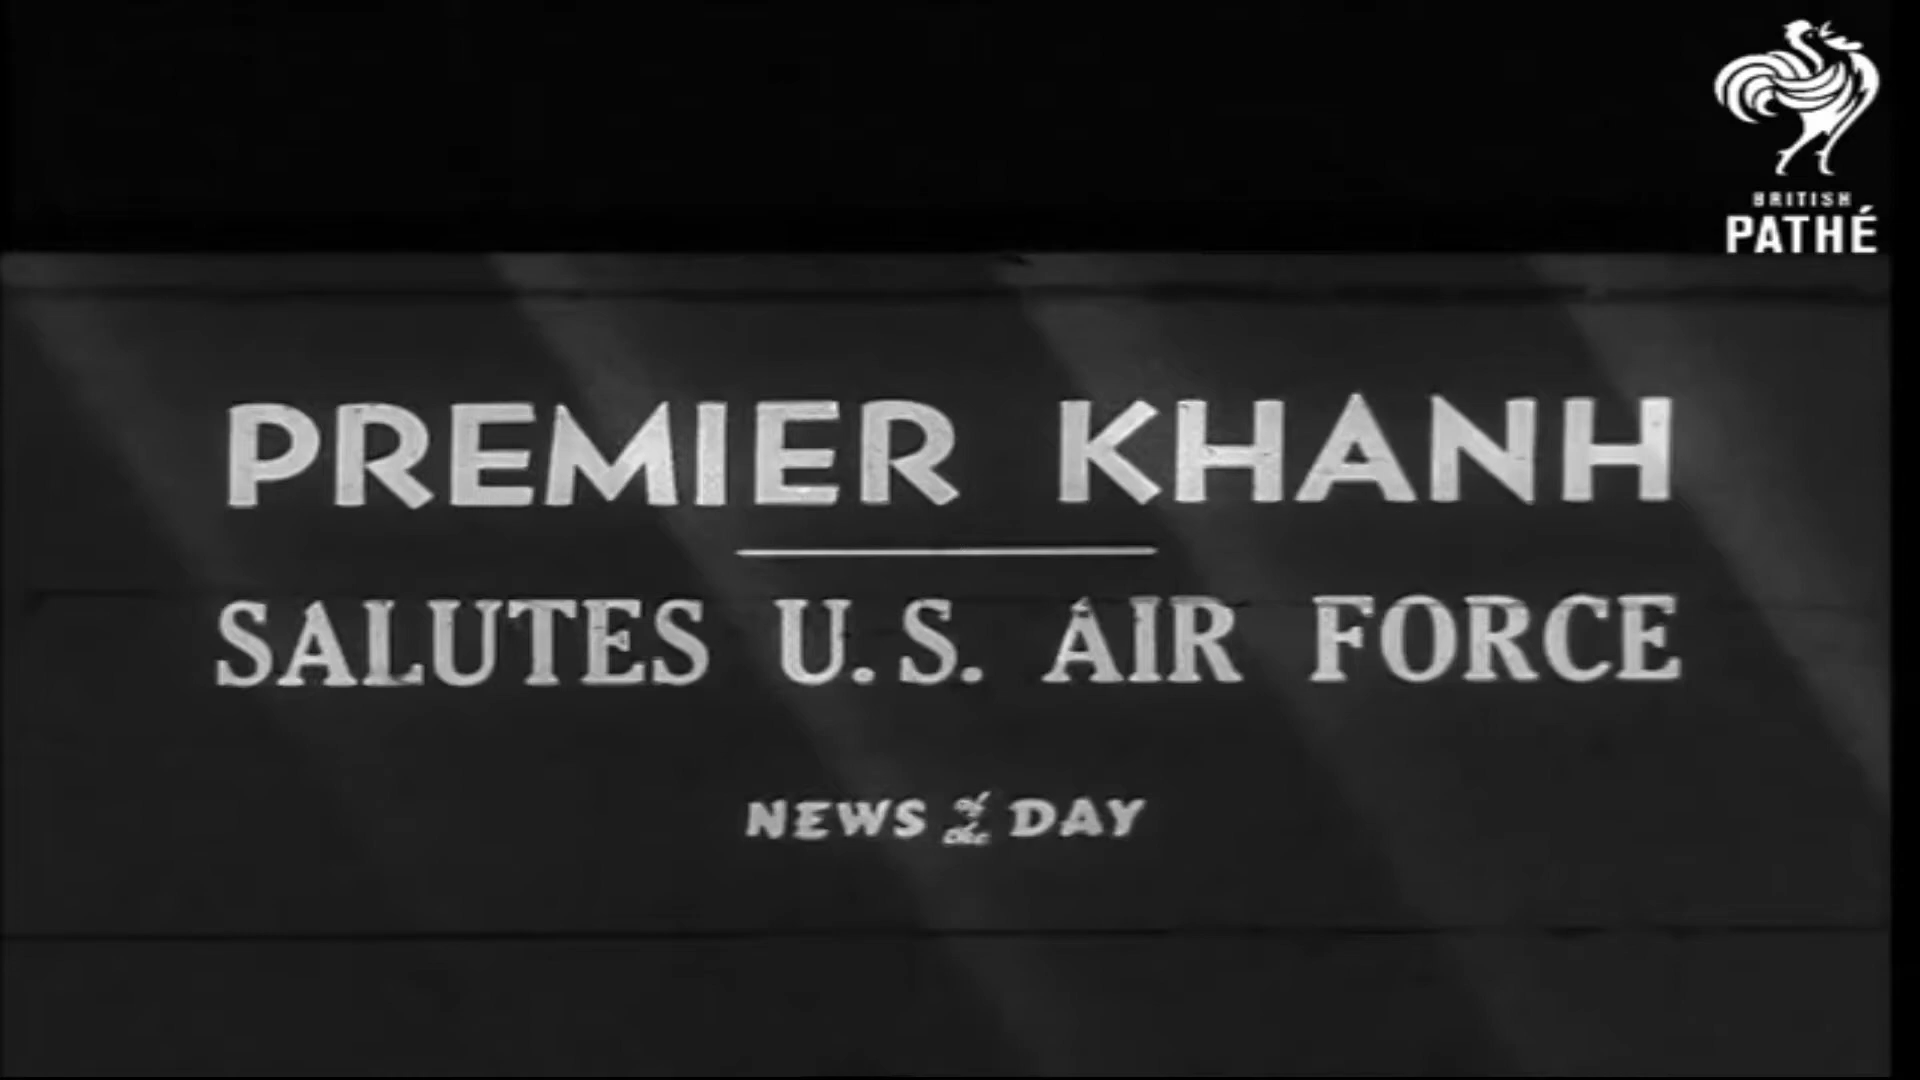 BRITISH
PATHÉ
PREMIER KHANH
SALUTES U.S. AIR FORCE
NEWS of the DAY